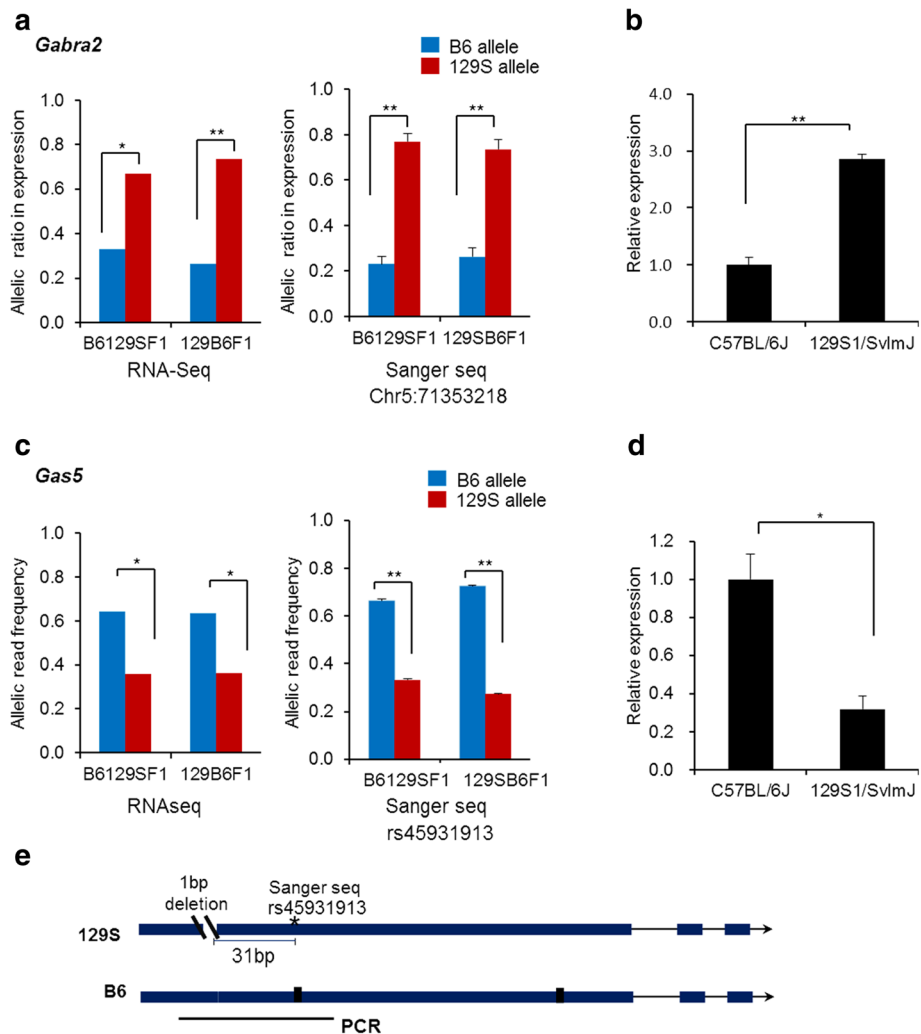 a
Gabra2
B6 allele
129S allele
Allelic ratio in expression
1.0
0.8
0.6
0.4
0.2
0.0
*
**
B6129SF1 129B6F1
RNA-Seq
Allelic ratio in expression
1.0
0.8
0.6
0.4
0.2
0.0
**
**
B6129SF1 129SB6F1
Sanger seq
Chr5:71353218
b
Relative expression
4.0
3.0
2.0
1.0
0.0
**
C57BL/6J 129S1/SvImJ
c
Gas5
B6 allele
129S allele
Allelic read frequency
1.0
0.8
0.6
0.4
0.2
0.0
*
*
B6129SF1 129B6F1
RNAseq
Allelic read frequency
1.0
0.8
0.6
0.4
0.2
0.0
**
**
B6129SF1 129SB6F1
Sanger seq
rs45931913
d
Relative expression
1.2
1.0
0.8
0.6
0.4
0.2
0.0
*
C57BL/6J 129S1/SvImJ
e
1bp
deletion
Sanger seq
rs45931913
*
129S
31bp
B6
PCR